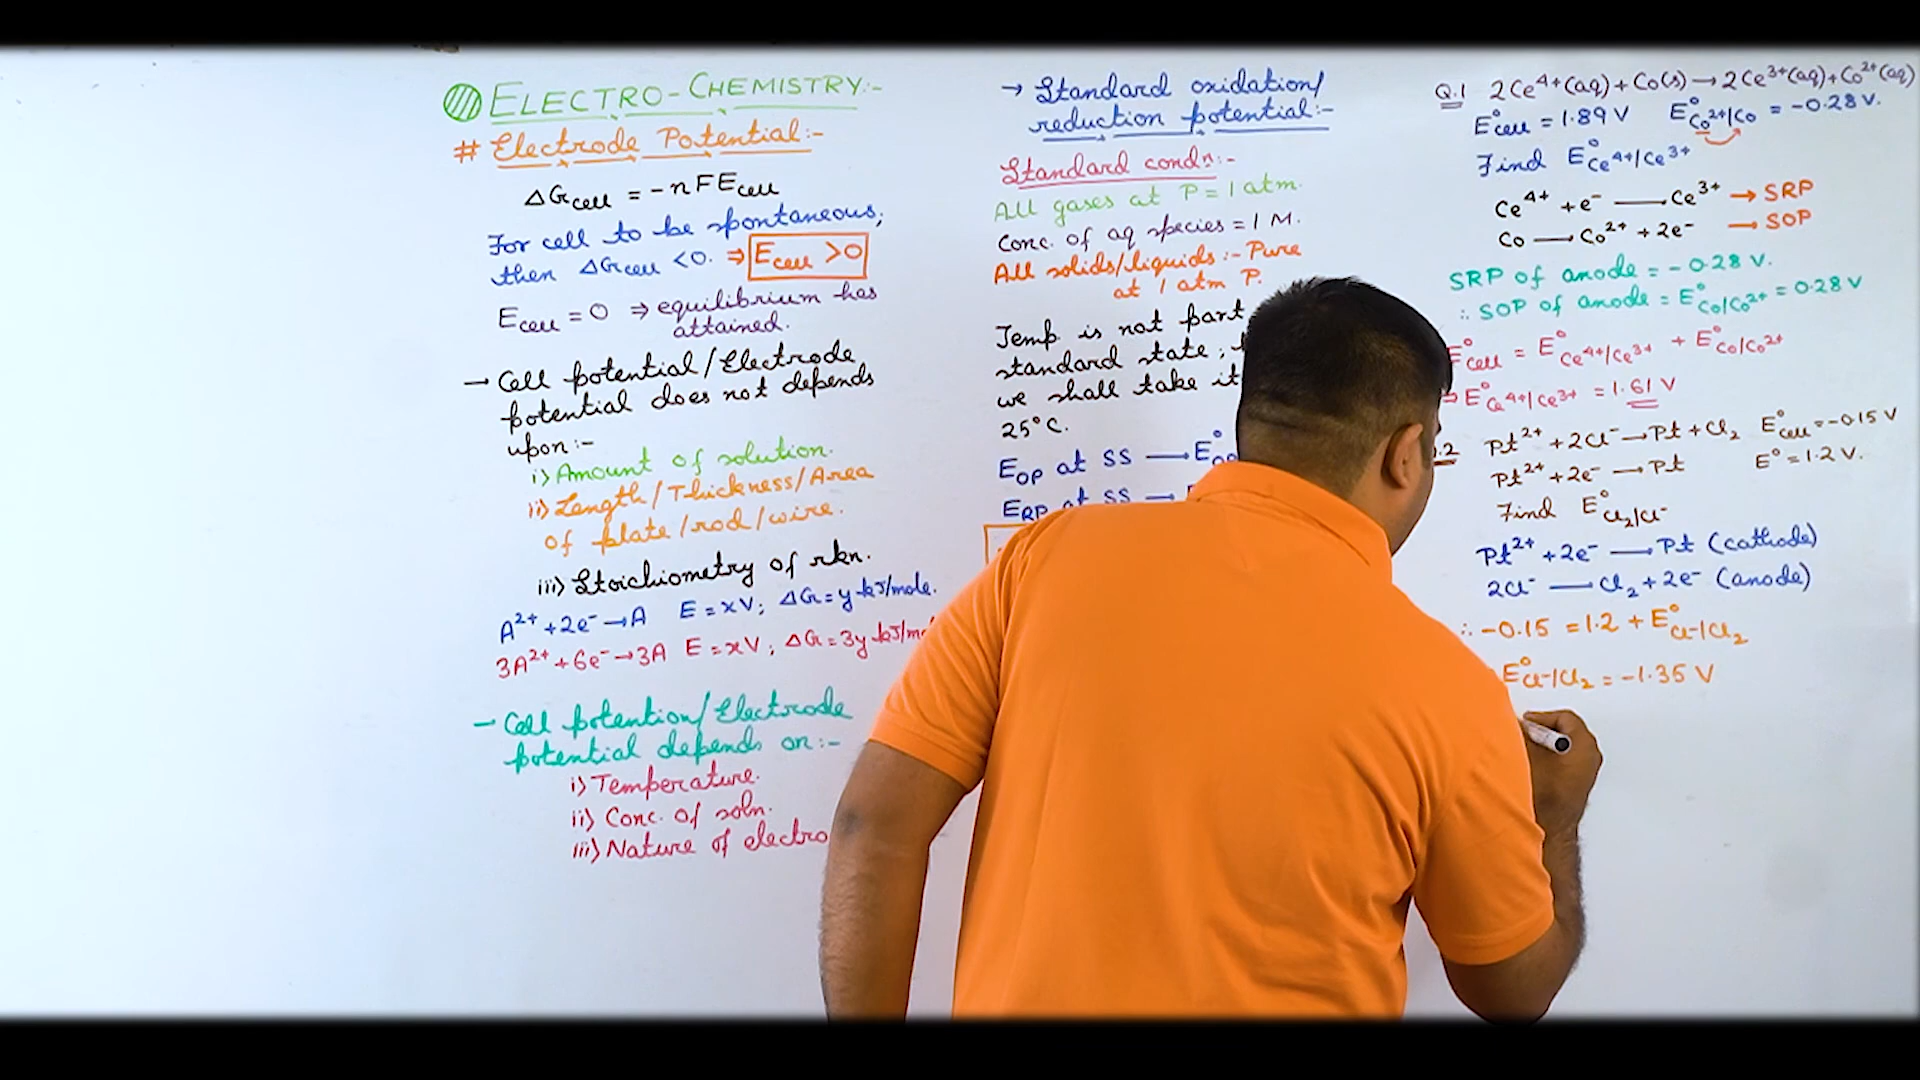 ELECTRO-CHEMISTRY:-
# Electrode Potential:-
ΔG_cell = -nFE_cell
For cell to be spontaneous,
then ΔG_cell < 0. ⇒ E_cell > 0
E_cell = 0 ⇒ equilibrium has
attained.
→ Cell potential/Electrode
potential does not depends
upon:-
i) Amount of solution.
ii) Length/Thickness/Area
of plate/rod/wire.
iii) Stoichiometry of rkn.
A²⁺ + 2e⁻ → A E = xV; ΔG = y kJ/mole.
3A²⁺ + 6e⁻ → 3A E = xV; ΔG = 3y kJ/mo
- Cell potention/Electrode
potential depends on:-
i) Temperature.
ii) Conc. of soln.
iii) Nature of electro
→ Standard oxidation/
reduction potential:-
Standard condn:-
All gases at P = 1 atm.
Conc. of aq species = 1 M.
All solids/liquids:- Pure
at 1 atm P.
Temp. is not part
standard state;
we shall take it
25°C.
E_OP at SS → E°
E_RP at SS →
Q.1 2Ce⁴⁺(aq) + Co(s) → 2Ce³⁺(aq) + Co²⁺(aq)
E°cell = 1.89 V E°Co²⁺/Co = -0.28 V.
Find E°Ce⁴⁺/Ce³⁺
Ce⁴⁺ + e⁻ → Ce³⁺ → SRP
Co → Co²⁺ + 2e⁻ → SOP
SRP of anode = -0.28 V.
∴ SOP of anode = E°Co/Co²⁺ = 0.28 V
E°cell = E°Ce⁴⁺/Ce³⁺ + E°Co/Co²⁺
⇒ E°Ce⁴⁺/Ce³⁺ = 1.61 V
.2 Pt²⁺ + 2Cl⁻ → Pt + Cl₂ E°cell = -0.15 V
Pt²⁺ + 2e⁻ → Pt E° = 1.2 V.
Find E°Cl₂/Cl⁻
Pt²⁺ + 2e⁻ → Pt (cathode)
2Cl⁻ → Cl₂ + 2e⁻ (anode)
∴ -0.15 = 1.2 + E°Cl⁻/Cl₂
E°Cl⁻/Cl₂ = -1.35 V